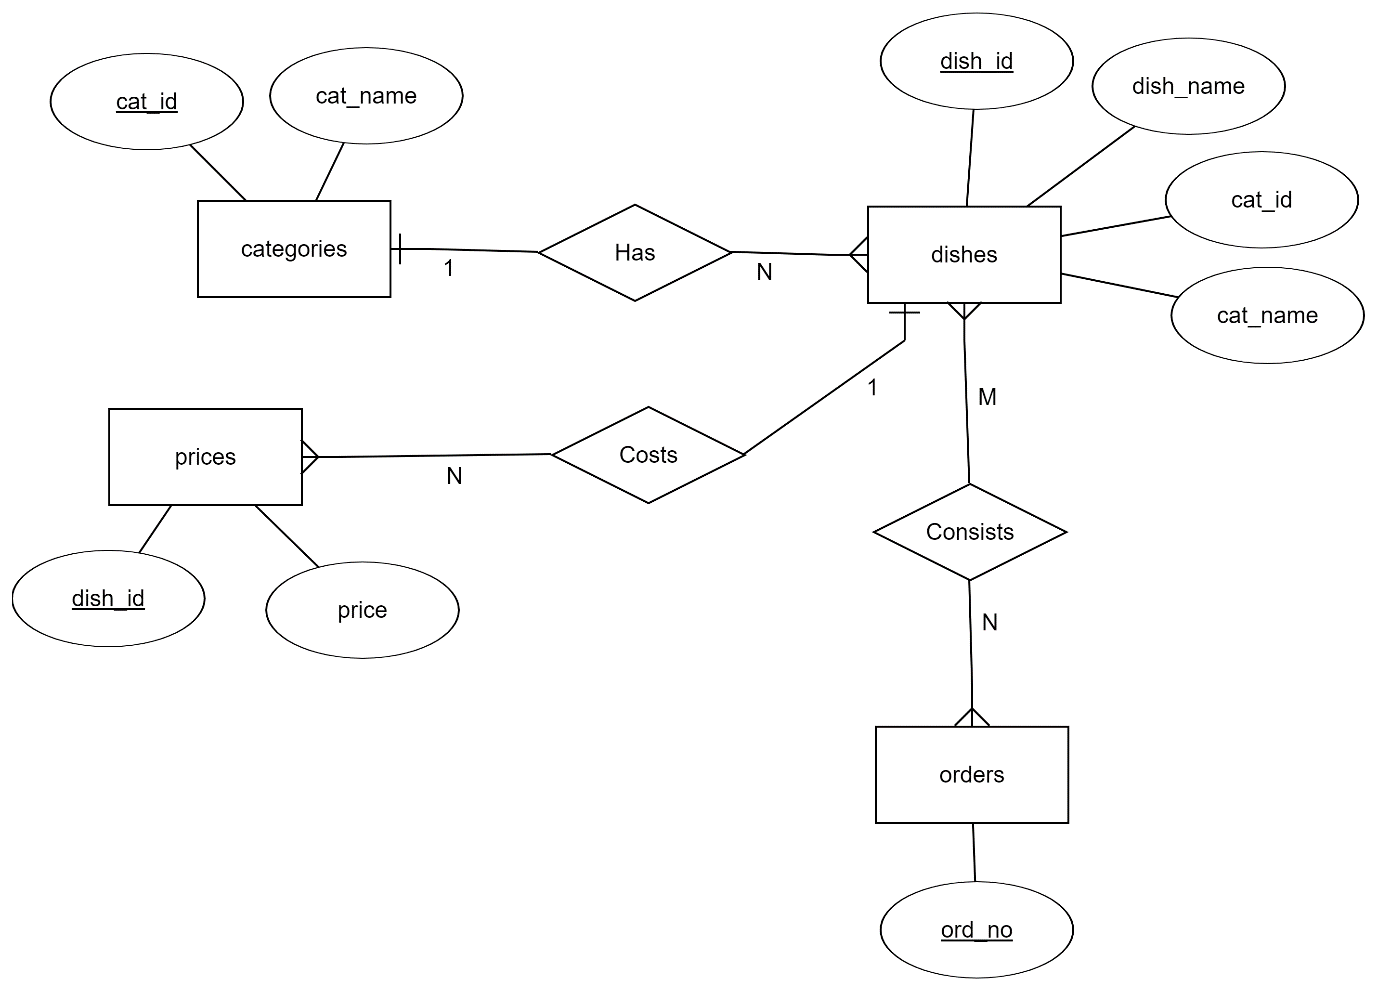 cat_id
cat_name
dish_id
dish_name
cat_id
cat_name
categories
1
Has
N
dishes
prices
N
Costs
1
M
dish_id
price
Consists
N
orders
ord_no